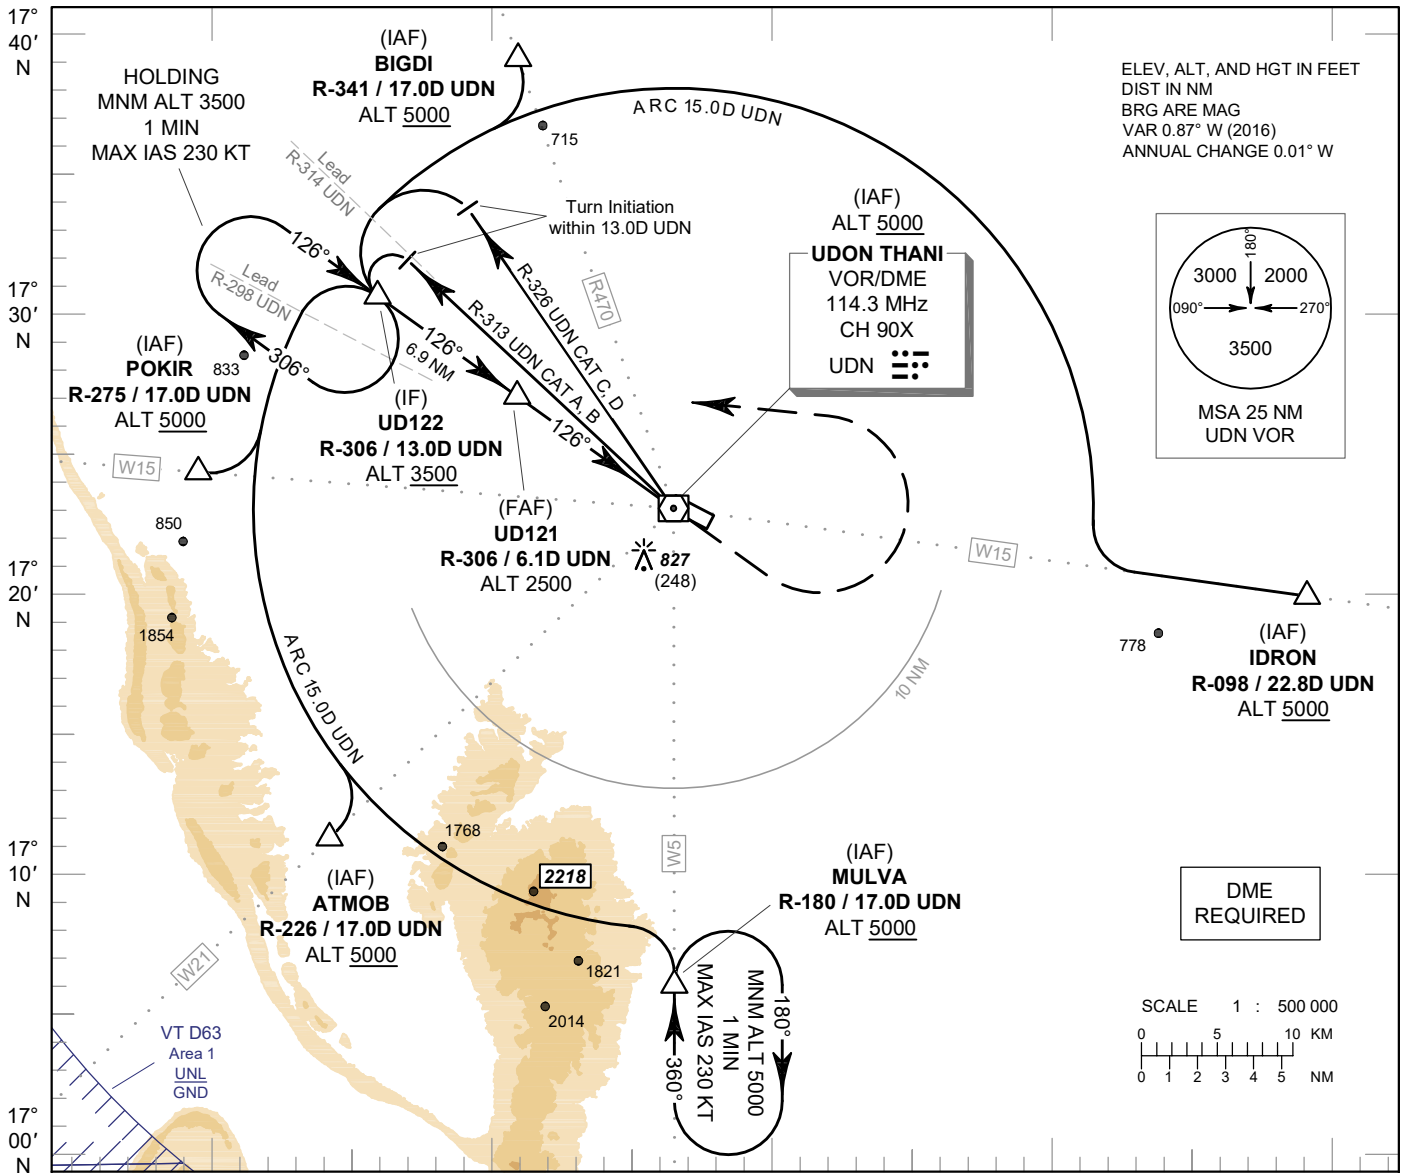 17°
40′
N
(IAF)
BIGDI
R-341 / 17.0D UDN
ALT 5000
HOLDING
MNM ALT 3500
1 MIN
MAX IAS 230 KT
ELEV, ALT, AND HGT IN FEET
DIST IN NM
BRG ARE MAG
VAR 0.87° W (2016)
ANNUAL CHANGE 0.01° W
ARC 15.0D UDN
715
Lead
R-314 UDN
Turn Initiation
within 13.0D UDN
(IAF)
ALT 5000
UDON THANI
VOR/DME
114.3 MHz
CH 90X
UDN
180°
3000
2000
090°
270°
3500
MSA 25 NM
UDN VOR
126°
Lead
R-298 UDN
R-326 UDN CAT C, D
R470
17°
30′
N
R-313 UDN CAT A, B
126°
6.9 NM
306°
(IAF)
POKIR
R-275 / 17.0D UDN
ALT 5000
833
(IF)
UD122
R-306 / 13.0D UDN
ALT 3500
126°
W15
(FAF)
UD121
R-306 / 6.1D UDN
ALT 2500
850
827
(248)
W15
17°
20′
N
1854
778
(IAF)
IDRON
R-098 / 22.8D UDN
ALT 5000
ARC 15.0D UDN
10 NM
17°
10′
N
1768
2218
W5
(IAF)
MULVA
R-180 / 17.0D UDN
ALT 5000
(IAF)
ATMOB
R-226 / 17.0D UDN
ALT 5000
DME
REQUIRED
W21
1821
2014
180°
MNM ALT 5000
1 MIN
MAX IAS 230 KT
360°
VT D63
Area 1
UNL
GND
SCALE 1 : 500 000
0 5 10 KM
0 1 2 3 4 5 NM
17°
00′
N